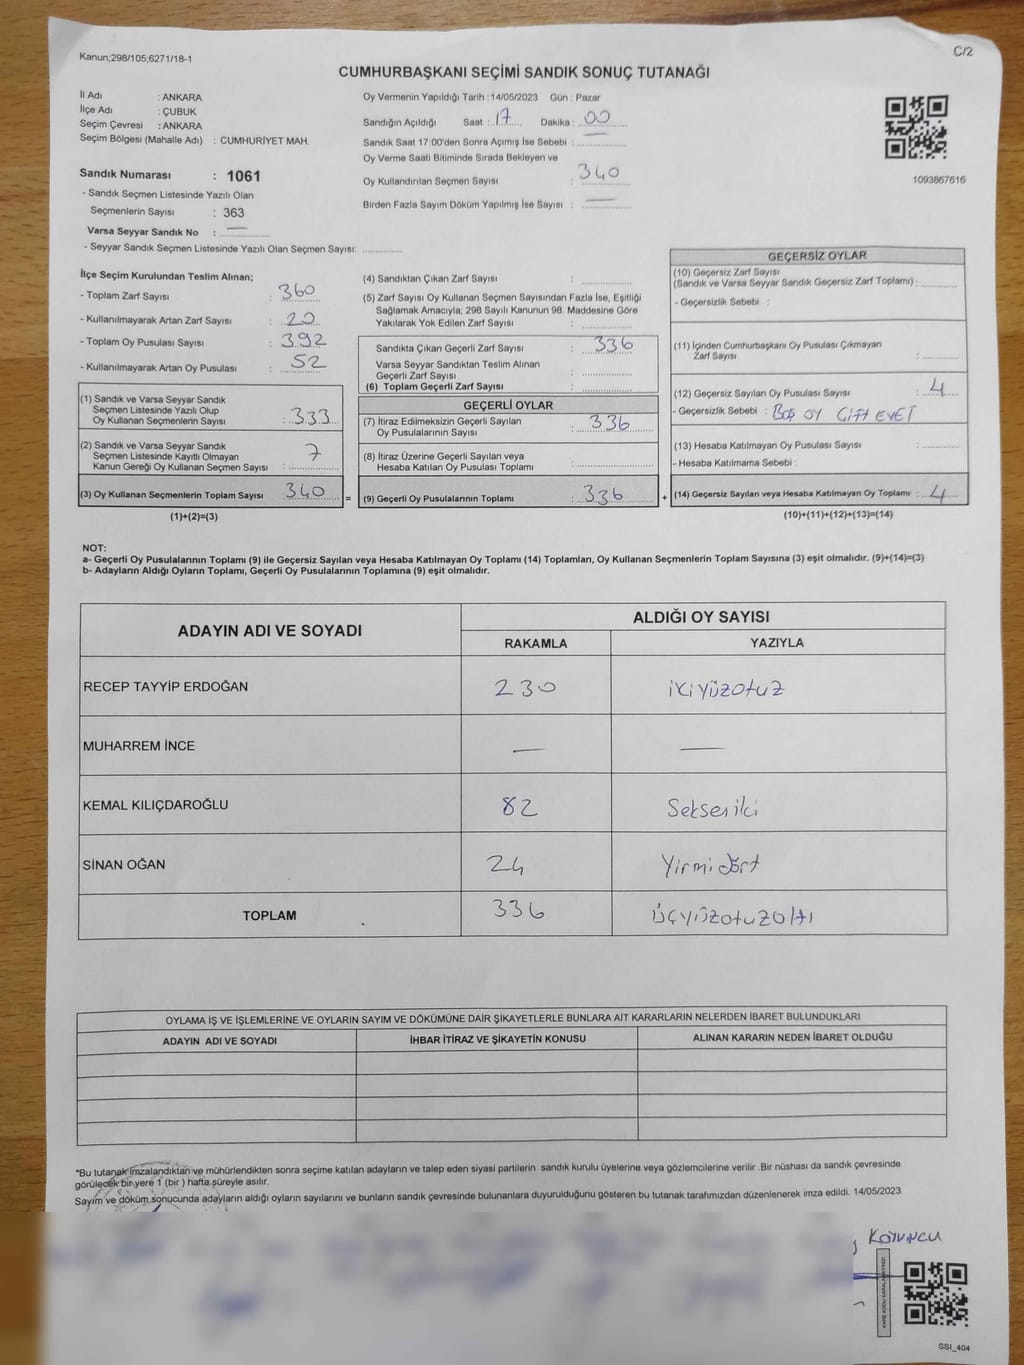 Kanun;298/105;6271/18-1
C/2
CUMHURBAŞKANI SEÇİMİ SANDIK SONUÇ TUTANAĞI
İl Adı : ANKARA
İlçe Adı : ÇUBUK
Seçim Çevresi : ANKARA
Seçim Bölgesi (Mahalle Adı) : CUMHURİYET MAH.
Oy Vermenin Yapıldığı Tarih : 14/05/2023 Gün : Pazar
Sandığın Açıldığı Saat : 17 Dakika : 00
Sandık Saat 17:00'den Sonra Açımış İse Sebebi : —
Oy Verme Saati Bitiminde Sırada Bekleyen ve
Oy Kullandırılan Seçmen Sayısı : 340
Birden Fazla Sayım Döküm Yapılmış İse Sayısı : —
1093867616
Sandık Numarası : 1061
- Sandık Seçmen Listesinde Yazılı Olan
Seçmenlerin Sayısı : 363
Varsa Seyyar Sandık No : —
- Seyyar Sandık Seçmen Listesinde Yazılı Olan Seçmen Sayısı: ............
İlçe Seçim Kurulundan Teslim Alınan;
- Toplam Zarf Sayısı : 360
- Kullanılmayarak Artan Zarf Sayısı : 20
- Toplam Oy Pusulası Sayısı : 392
- Kullanılmayarak Artan Oy Pusulası : 52
(1) Sandık ve Varsa Seyyar Sandık
Seçmen Listesinde Yazılı Olup
Oy Kullanan Seçmenlerin Sayısı : 333
(2) Sandık ve Varsa Seyyar Sandık
Seçmen Listesinde Kayıtlı Olmayan
Kanun Gereği Oy Kullanan Seçmen Sayısı : 7
(3) Oy Kullanan Seçmenlerin Toplam Sayısı : 340 =
(1)+(2)=(3)
(4) Sandıktan Çıkan Zarf Sayısı :
(5) Zarf Sayısı Oy Kullanan Seçmen Sayısından Fazla İse, Eşitliği
Sağlamak Amacıyla; 298 Sayılı Kanunun 98. Maddesine Göre
Yakılarak Yok Edilen Zarf Sayısı :
Sandıkta Çıkan Geçerli Zarf Sayısı : 336
Varsa Seyyar Sandıktan Teslim Alınan
Geçerli Zarf Sayısı :
(6) Toplam Geçerli Zarf Sayısı :
GEÇERLİ OYLAR
(7) İtiraz Edilmeksizin Geçerli Sayılan
Oy Pusulalarının Sayısı : 336
(8) İtiraz Üzerine Geçerli Sayılan veya
Hesaba Katılan Oy Pusulası Toplamı :
(9) Geçerli Oy Pusulalarının Toplamı : 336 +
GEÇERSİZ OYLAR
(10) Geçersiz Zarf Sayısı
(Sandık ve Varsa Seyyar Sandık Geçersiz Zarf Toplamı) :
- Geçersizlik Sebebi :
(11) İçinden Cumhurbaşkanı Oy Pusulası Çıkmayan
Zarf Sayısı :
(12) Geçersiz Sayılan Oy Pusulası Sayısı : 4
- Geçersizlik Sebebi : BOŞ OY ÇİFT EVET
(13) Hesaba Katılmayan Oy Pusulası Sayısı :
- Hesaba Katılmama Sebebi :
(14) Geçersiz Sayılan veya Hesaba Katılmayan Oy Toplamı : 4
(10)+(11)+(12)+(13)=(14)
NOT:
a- Geçerli Oy Pusulalarının Toplamı (9) ile Geçersiz Sayılan veya Hesaba Katılmayan Oy Toplamı (14) Toplamları, Oy Kullanan Seçmenlerin Toplam Sayısına (3) eşit olmalıdır. (9)+(14)=(3)
b- Adayların Aldığı Oyların Toplamı, Geçerli Oy Pusulalarının Toplamına (9) eşit olmalıdır.
ADAYIN ADI VE SOYADI ALDIĞI OY SAYISI
RAKAMLA YAZIYLA
RECEP TAYYİP ERDOĞAN 230 ikiyüzotuz
MUHARREM İNCE — —
KEMAL KILIÇDAROĞLU 82 Seksen iki
SİNAN OĞAN 24 Yirmi dört
TOPLAM 336 üçyüzotuzaltı
OYLAMA İŞ VE İŞLEMLERİNE VE OYLARIN SAYIM VE DÖKÜMÜNE DAİR ŞİKAYETLERLE BUNLARA AİT KARARLARIN NELERDEN İBARET BULUNDUKLARI
ADAYIN ADI VE SOYADI İHBAR İTİRAZ VE ŞİKAYETİN KONUSU ALINAN KARARIN NEDEN İBARET OLDUĞU
*Bu tutanak imzalandıktan ve mühürlendikten sonra seçime katılan adayların ve talep eden siyasi partilerin sandık kurulu üyelerine veya gözlemcilerine verilir .Bir nüshası da sandık çevresinde
görülecek bir yere 1 (bir ) hafta süreyle asılır.
Sayım ve döküm sonucunda adayların aldığı oyların sayılarını ve bunların sandık çevresinde bulunanlara duyurulduğunu gösteren bu tutanak tarafımızdan düzenlenerek imza edildi. 14/05/2023
KOYUNCU
KARE KODU KARALAMAYINIZ!
SSI_404